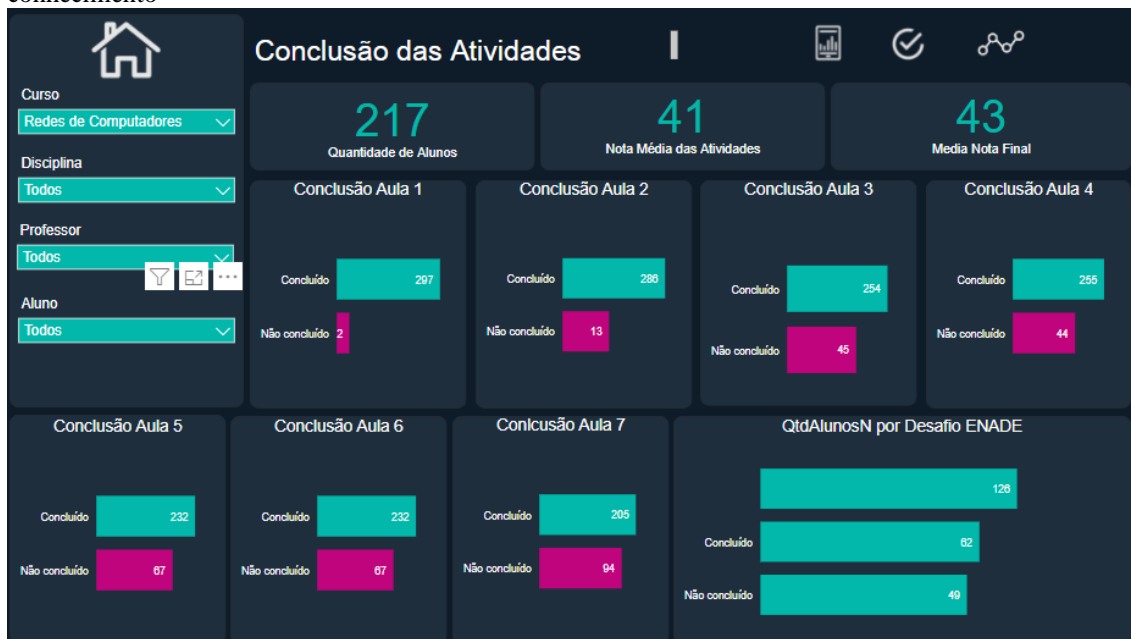 conhecimento
Conclusão das Atividades
Curso
Redes de Computadores
Disciplina
Todos
Professor
Todos
Aluno
Todos
217
Quantidade de Alunos
41
Nota Média das Atividades
43
Media Nota Final
Conclusão Aula 1
Concluído 297
Não concluído 2
Conclusão Aula 2
Concluído 286
Não concluído 13
Conclusão Aula 3
Concluído 254
Não concluído 45
Conclusão Aula 4
Concluído 255
Não concluído 44
Conclusão Aula 5
Concluído 232
Não concluído 67
Conclusão Aula 6
Concluído 232
Não concluído 67
Conlcusão Aula 7
Concluído 205
Não concluído 94
QtdAlunosN por Desafio ENADE
126
Concluído 62
Não concluído 49